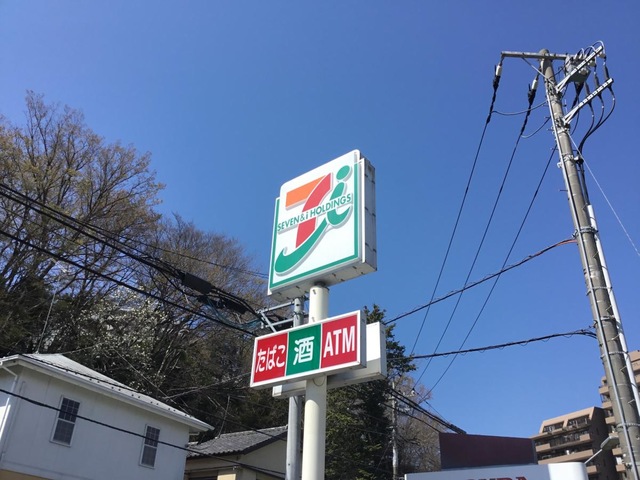 7&i
SEVEN & i HOLDINGS
たばこ 酒 ATM